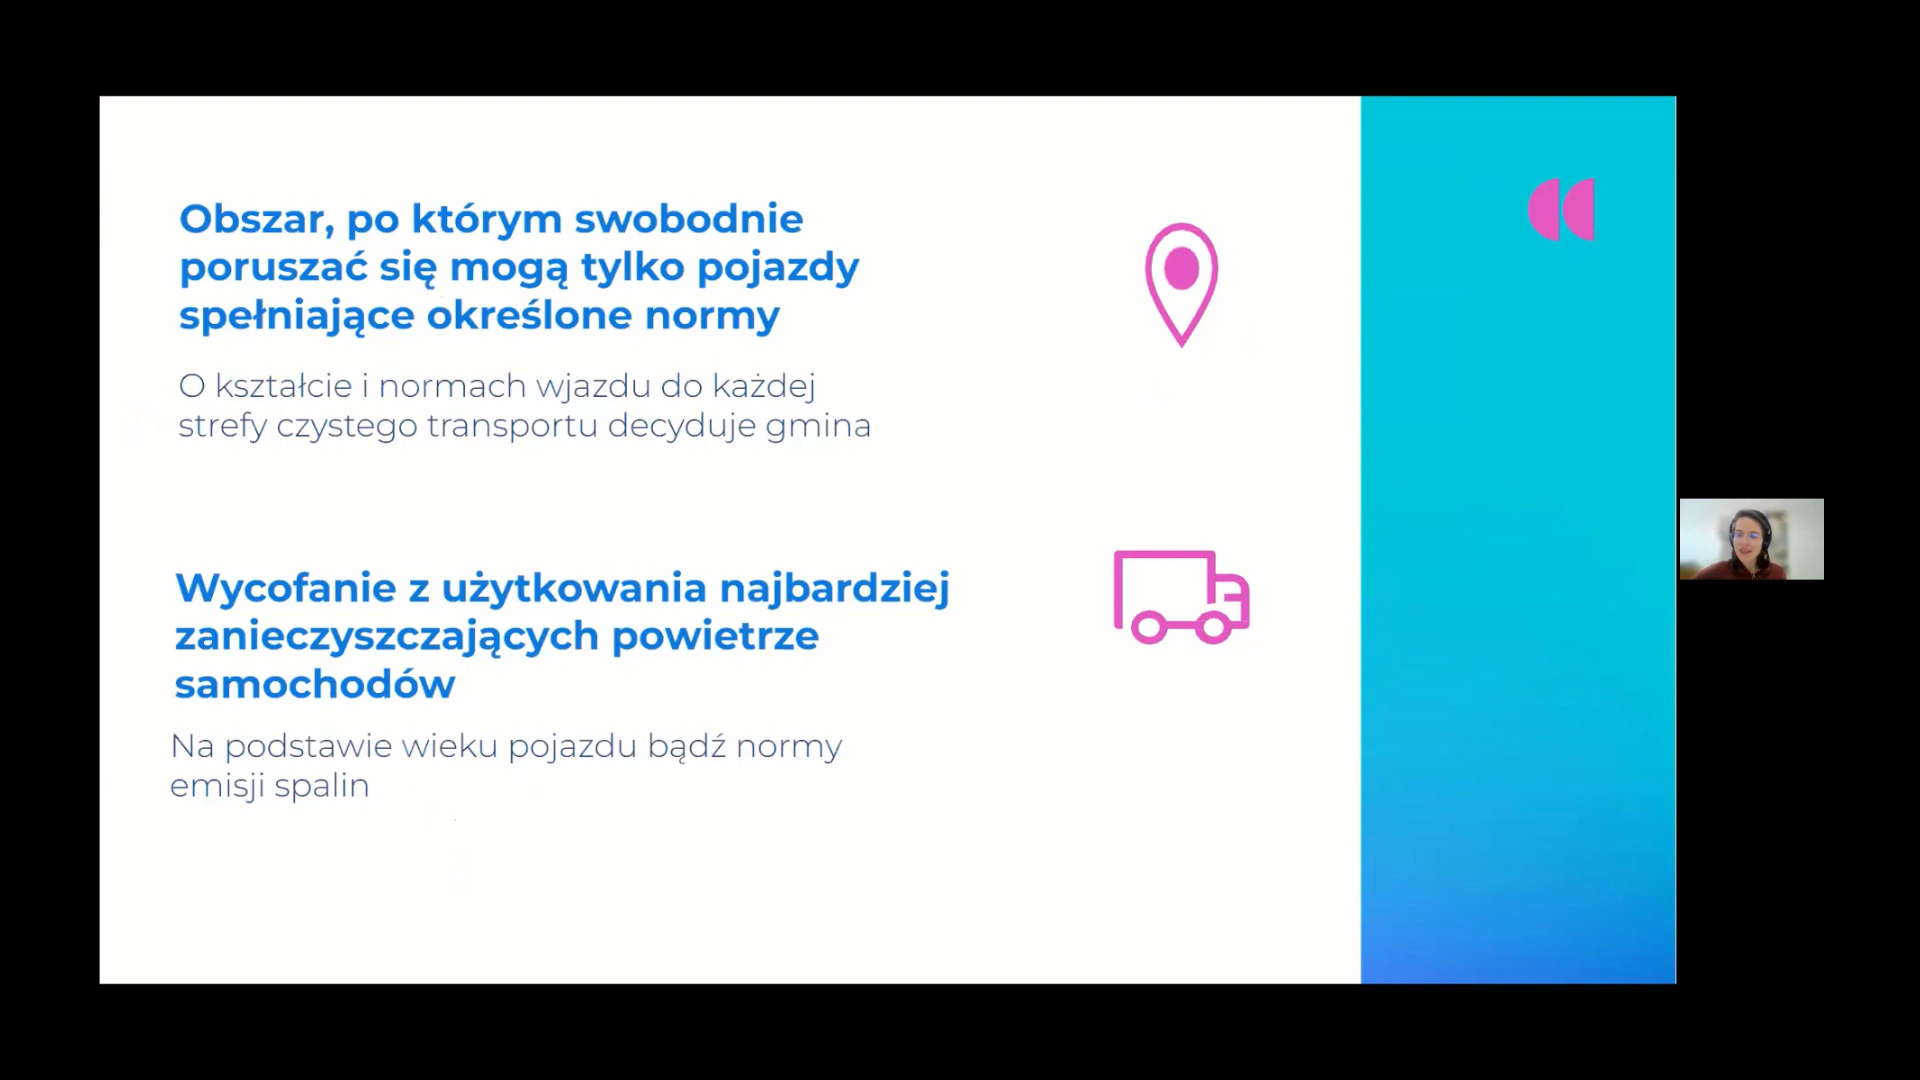 Obszar, po którym swobodnie
poruszać się mogą tylko pojazdy
spełniające określone normy
O kształcie i normach wjazdu do każdej
strefy czystego transportu decyduje gmina
Wycofanie z użytkowania najbardziej
zanieczyszczających powietrze
samochodów
Na podstawie wieku pojazdu bądź normy
emisji spalin